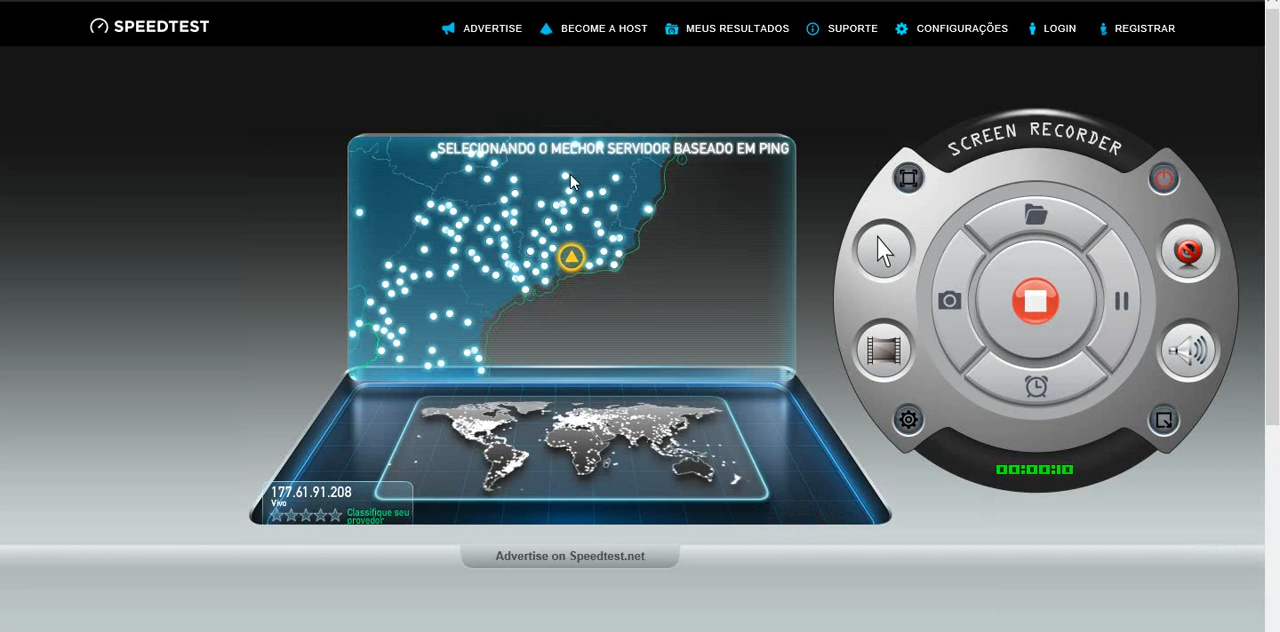 SPEEDTEST
ADVERTISE
BECOME A HOST
MEUS RESULTADOS
SUPORTE
CONFIGURAÇÕES
LOGIN
REGISTRAR
SELECIONANDO O MELHOR SERVIDOR BASEADO EM PING
SCREEN RECORDER
00:00:10
177.61.91.208
Vivo
Classifique seu
provedor
Advertise on Speedtest.net